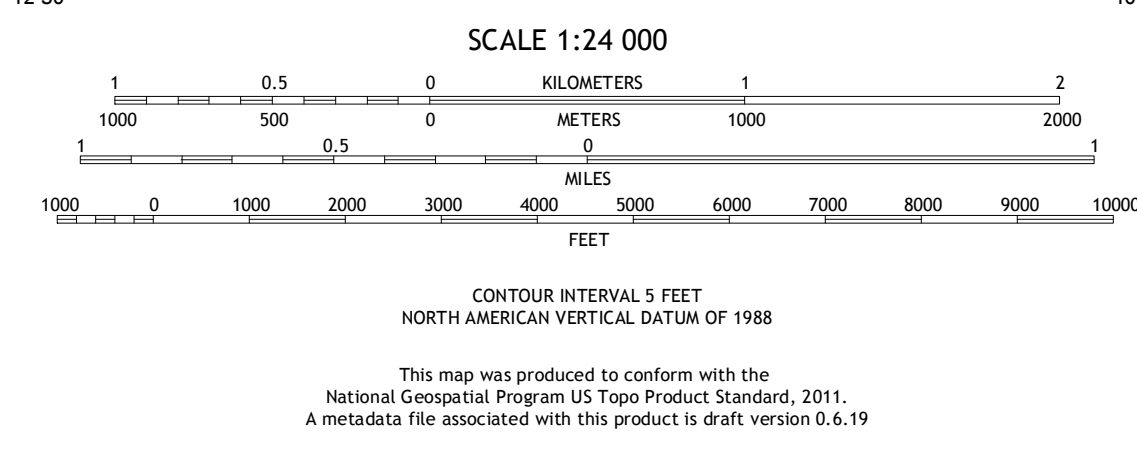 SCALE 1:24 000
1 0.5 0 KILOMETERS 1 2
1000 500 0 METERS 1000 2000
1 0.5 0 1
MILES
1000 0 1000 2000 3000 4000 5000 6000 7000 8000 9000 10000
FEET
CONTOUR INTERVAL 5 FEET
NORTH AMERICAN VERTICAL DATUM OF 1988
This map was produced to conform with the
National Geospatial Program US Topo Product Standard, 2011.
A metadata file associated with this product is draft version 0.6.19